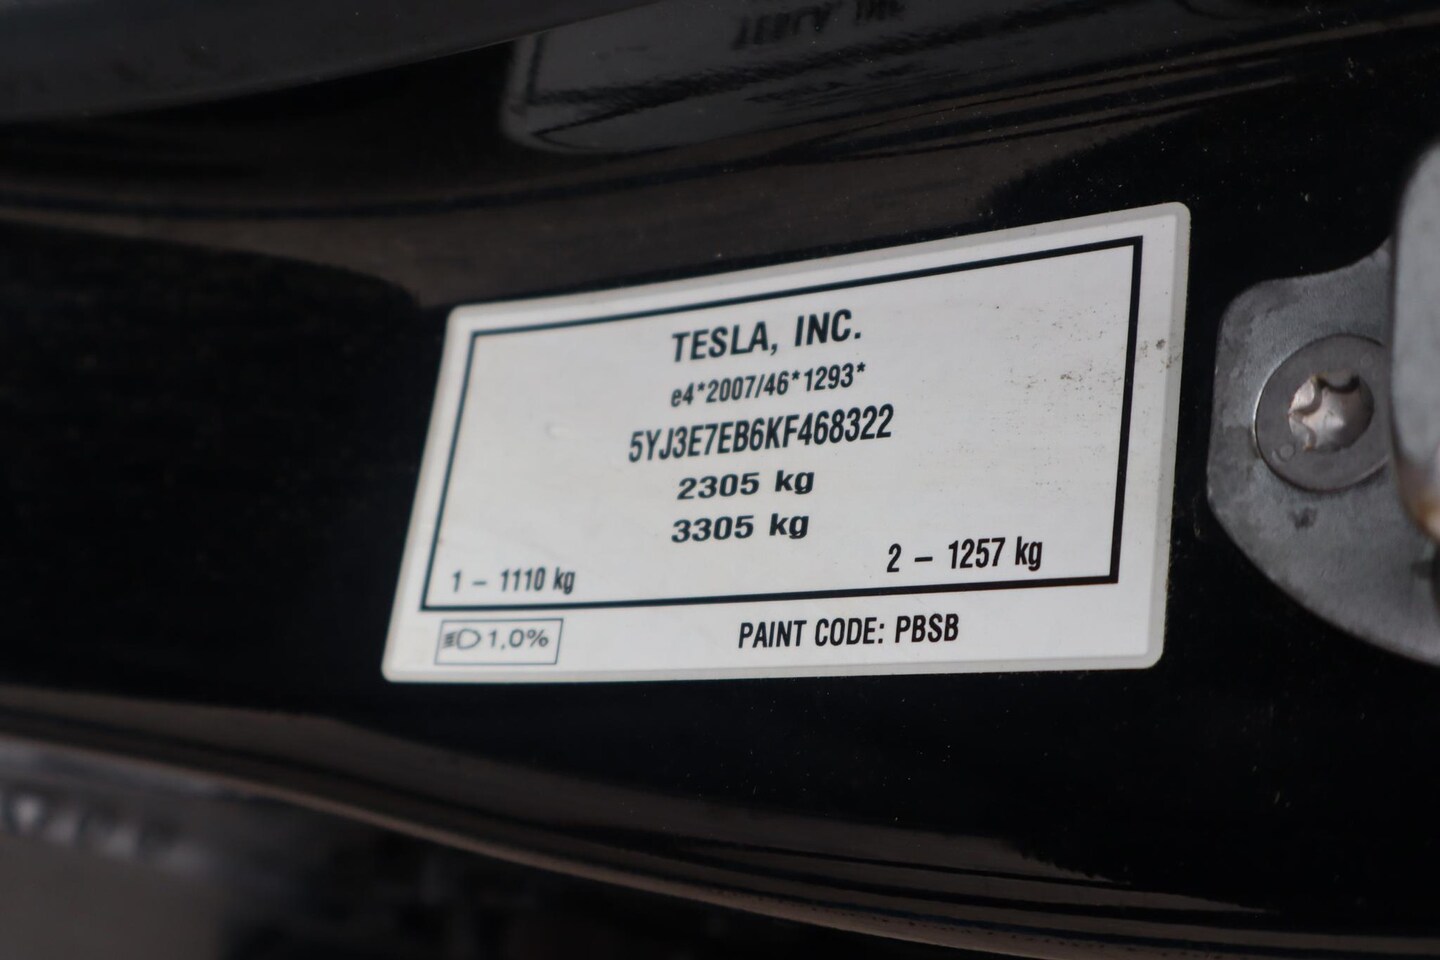 TESLA, INC.
e4*2007/46*1293*
5YJ3E7EB6KF468322
2305 kg
3305 kg
1 – 1110 kg
2 – 1257 kg
1,0%
PAINT CODE: PBSB